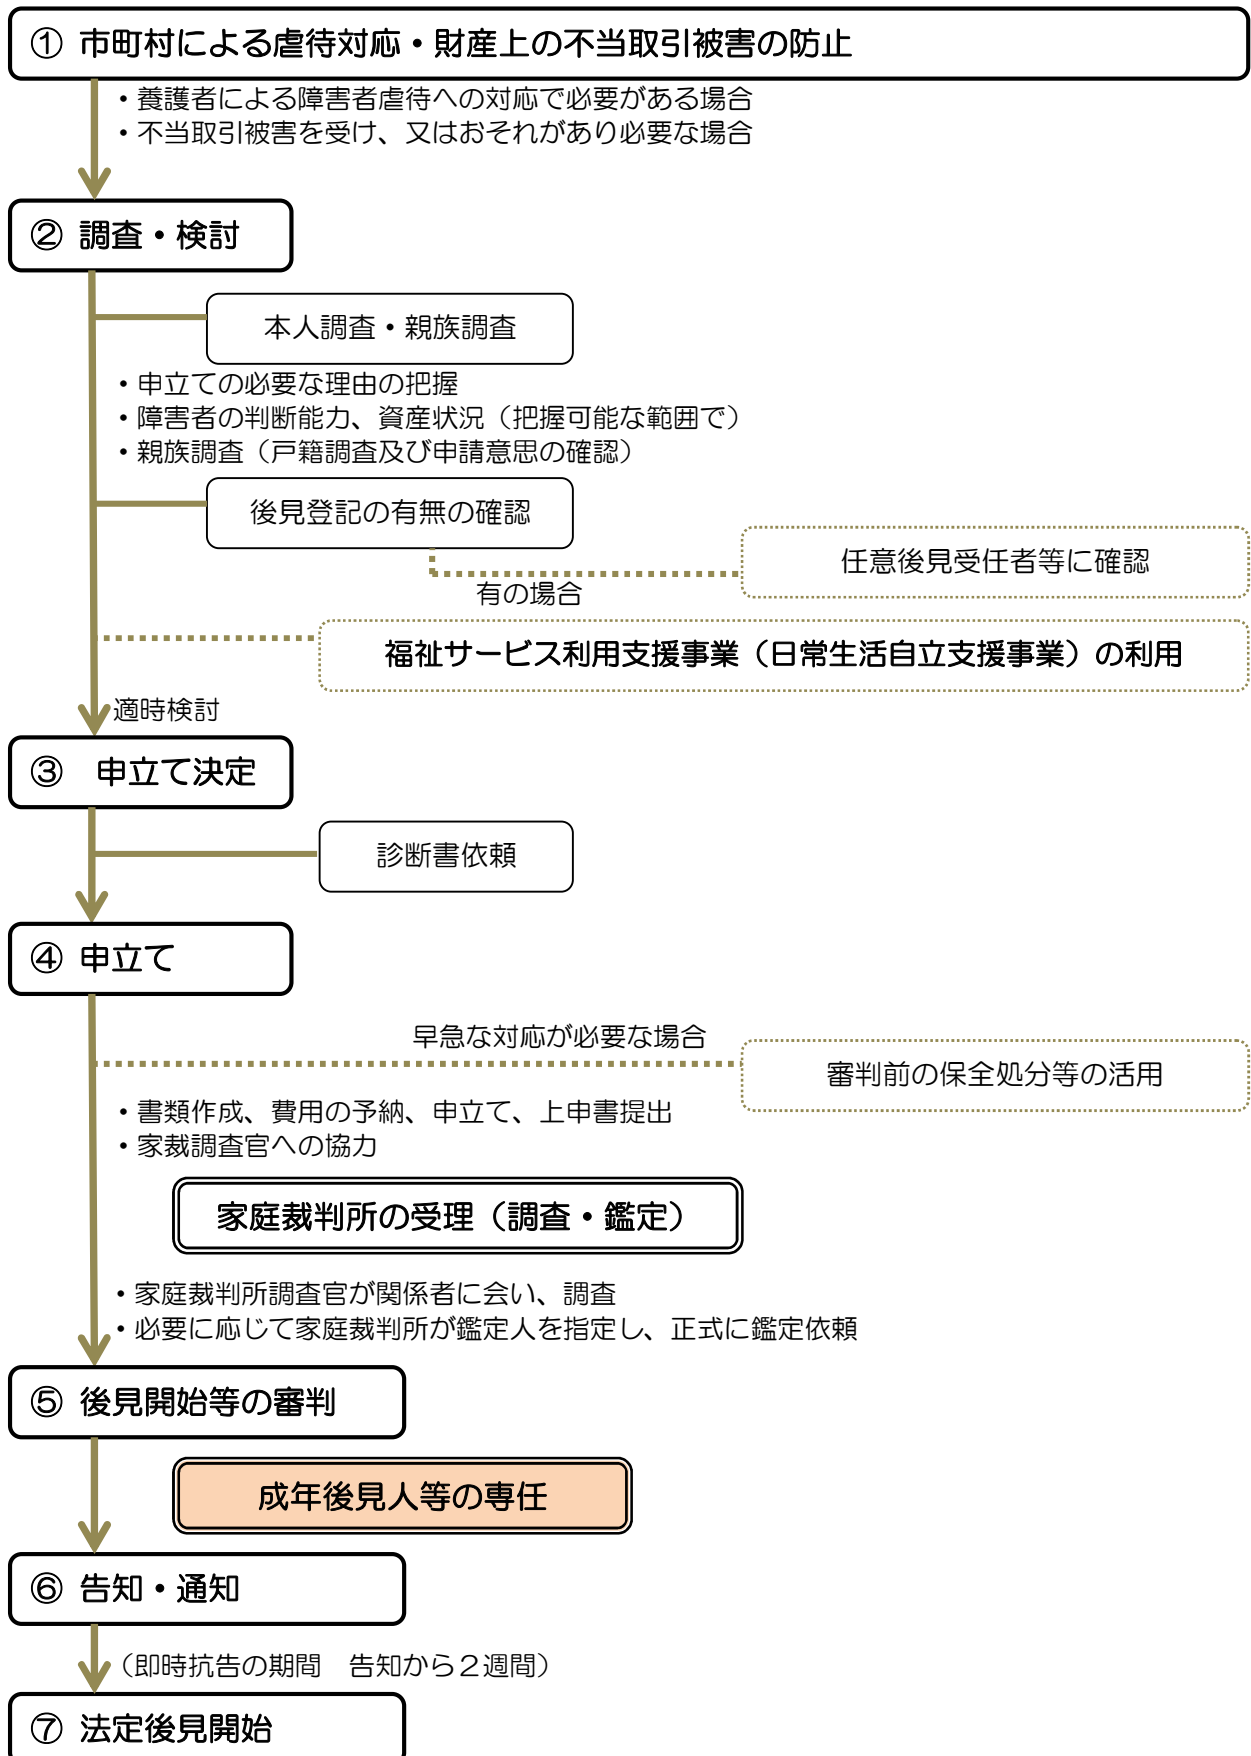 ① 市町村による虐待対応・財産上の不当取引被害の防止
・養護者による障害者虐待への対応で必要がある場合
・不当取引被害を受け、又はおそれがあり必要な場合
② 調査・検討
本人調査・親族調査
・申立ての必要な理由の把握
・障害者の判断能力、資産状況（把握可能な範囲で）
・親族調査（戸籍調査及び申請意思の確認）
後見登記の有無の確認
任意後見受任者等に確認
有の場合
福祉サービス利用支援事業（日常生活自立支援事業）の利用
適時検討
③　申立て決定
診断書依頼
④ 申立て
早急な対応が必要な場合
審判前の保全処分等の活用
・書類作成、費用の予納、申立て、上申書提出
・家裁調査官への協力
家庭裁判所の受理（調査・鑑定）
・家庭裁判所調査官が関係者に会い、調査
・必要に応じて家庭裁判所が鑑定人を指定し、正式に鑑定依頼
⑤ 後見開始等の審判
成年後見人等の専任
⑥ 告知・通知
（即時抗告の期間　告知から２週間）
⑦ 法定後見開始